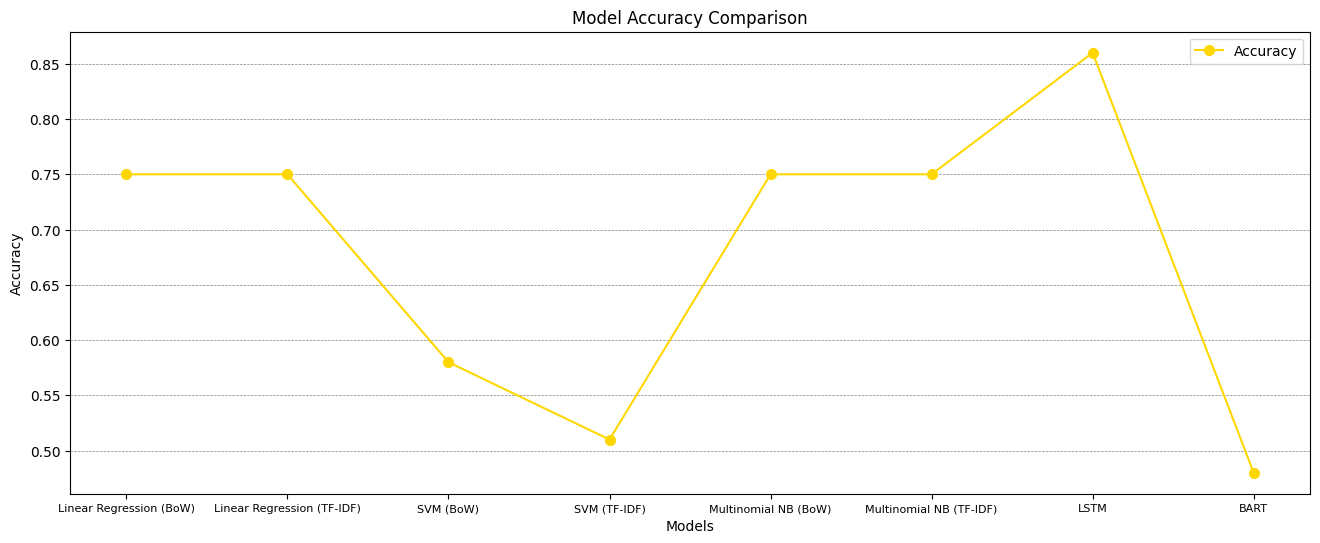 Model Accuracy Comparison
Accuracy
0.85
0.80
0.75
0.70
0.65
0.60
0.55
0.50
Accuracy
Linear Regression (BoW) Linear Regression (TF-IDF) SVM (BoW) SVM (TF-IDF) Multinomial NB (BoW) Multinomial NB (TF-IDF) LSTM BART
Models